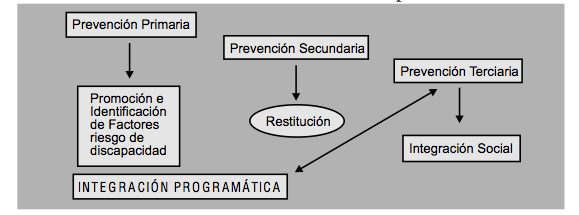 Prevención Primaria
Prevención Secundaria
Prevención Terciaria
Promoción e
Identificación
de Factores
riesgo de
discapacidad
Restitución
Integración Social
INTEGRACIÓN PROGRAMÁTICA